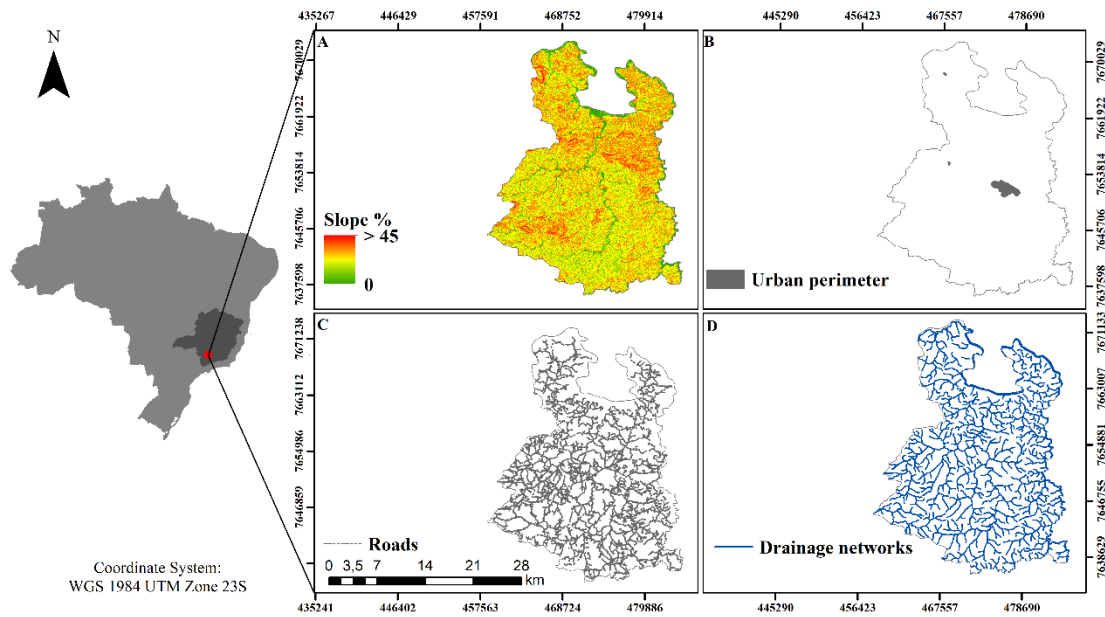 435267 446429 457591 468752 479914
445290 456423 467557 478690
N
A
7670029
7661922
7653814
7645706
7637598
Slope %
> 45
0
B
7670029
7661922
7653814
7645706
7637598
Urban perimeter
C
7671238
7663112
7654986
7646859
Roads
0 3,5 7 14 21 28
km
D
7671133
7663007
7654881
7646755
7638629
Drainage networks
Coordinate System:
WGS 1984 UTM Zone 23S
435241 446402 457563 468724 479886
445290 456423 467557 478690